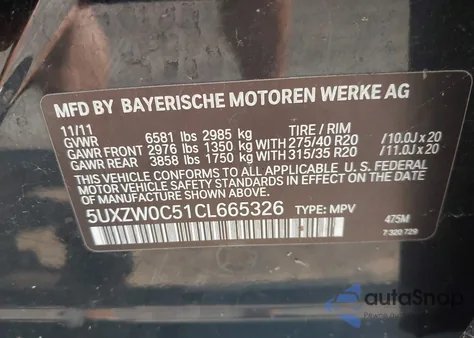 MFD BY BAYERISCHE MOTOREN WERKE AG
11/11
GVWR 6581 lbs 2985 kg TIRE / RIM
GAWR FRONT 2976 lbs 1350 kg WITH 275/40 R20 /10.0J x 20
GAWR REAR 3858 lbs 1750 kg WITH 315/35 R20 /11.0J x 20
THIS VEHICLE CONFORMS TO ALL APPLICABLE U.S. FEDERAL
MOTOR VEHICLE SAFETY STANDARDS IN EFFECT ON THE DATE
OF MANUFACTURE SHOWN ABOVE.
5UXZW0C51CL665326 TYPE: MPV 475M
7 320 729
autoSnap